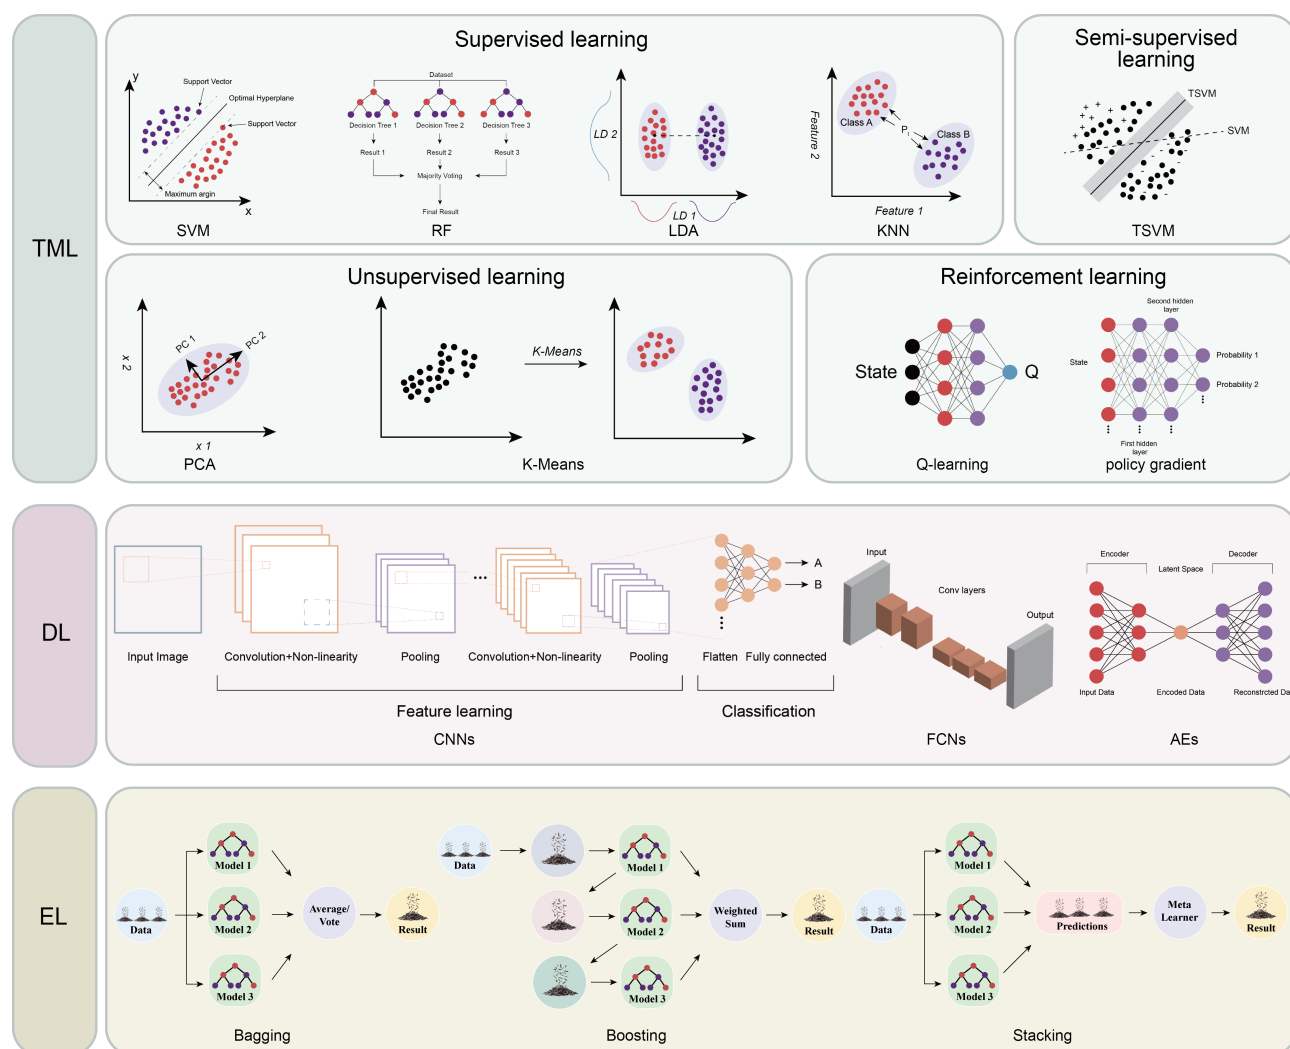 TML
Supervised learning
y
Support Vector
Optimal Hyperplane
Support Vector
Maximum argin
x
SVM
Dataset
Decision Tree 1
Decision Tree 2
Decision Tree 3
Result 1
Result 2
Result 3
Majority Voting
Final Result
RF
LD 2
LD 1
LDA
Feature 2
Class A
P
Class B
Feature 1
KNN
Semi-supervised
learning
TSVM
SVM
TSVM
Unsupervised learning
x 2
PC 1
PC 2
x 1
PCA
K-Means
K-Means
Reinforcement learning
State
Q
Q-learning
Second hidden
layer
State
Probability 1
Probability 2
First hidden
layer
policy gradient
DL
Input Image
Convolution+Non-linearity
Pooling
Convolution+Non-linearity
Pooling
Flatten
Fully connected
A
B
Feature learning
Classification
CNNs
Input
Conv layers
Output
FCNs
Encoder
Latent Space
Decoder
Input Data
Encoded Data
Reconstrcted Da
AEs
EL
Data
Model 1
Model 2
Model 3
Average/
Vote
Result
Bagging
Data
Model 1
Model 2
Model 3
Weighted
Sum
Result
Boosting
Data
Model 1
Model 2
Model 3
Predictions
Meta
Learner
Result
Stacking